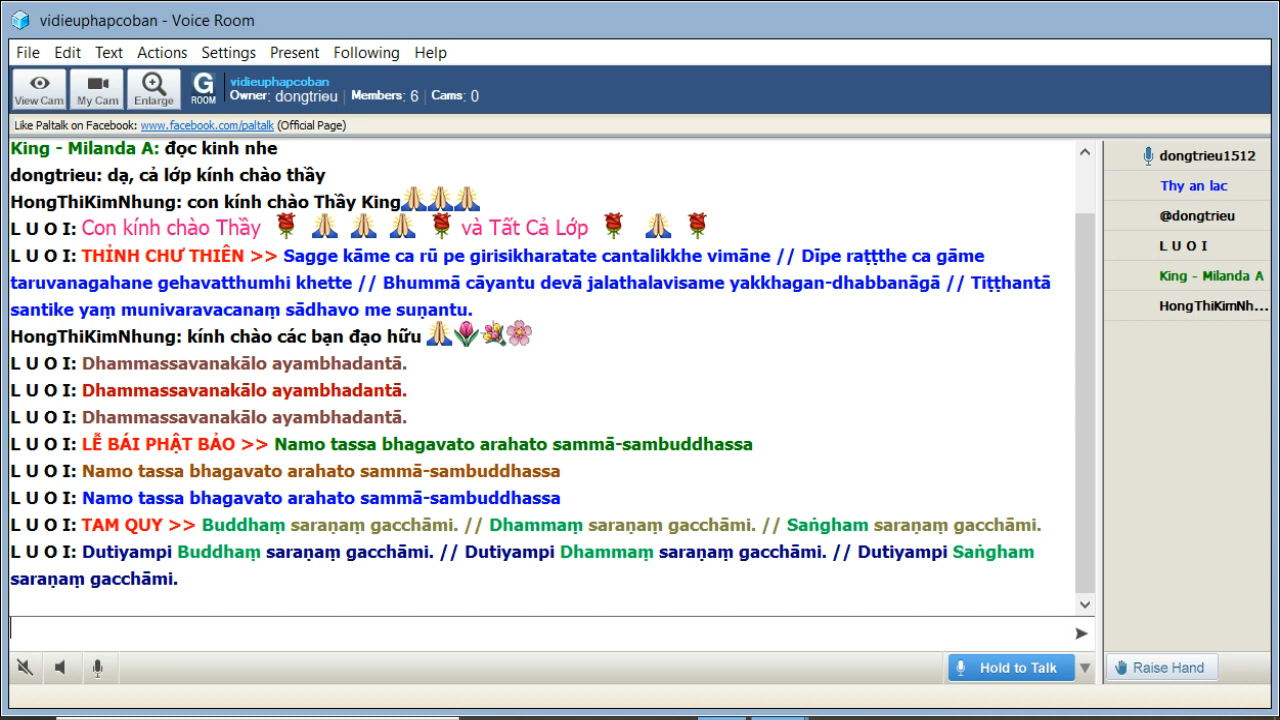 vidieuphapcoban - Voice Room
File Edit Text Actions Settings Present Following Help
View Cam My Cam Enlarge G ROOM
vidieuphapcoban
Owner: dongtrieu | Members: 6 | Cams: 0
Like Paltalk on Facebook: www.facebook.com/paltalk (Official Page)
King - Milanda A: đọc kinh nhe
dongtrieu: dạ, cả lớp kính chào thầy
HongThiKimNhung: con kính chào Thầy King
L U O I: Con kính chào Thầy và Tất Cả Lớp
L U O I: THỈNH CHƯ THIÊN >> Sagge kāme ca rū pe girisikharatate cantalikkhe vimāne // Dīpe raṭṭthe ca gāme
taruvanagahane gehavatthumhi khette // Bhummā cāyantu devā jalathalavisame yakkhagan-dhabbanāgā // Tiṭṭhantā
santike yaṃ munivaravacanaṃ sādhavo me suṇantu.
HongThiKimNhung: kính chào các bạn đạo hữu
L U O I: Dhammassavanakālo ayambhadantā.
L U O I: Dhammassavanakālo ayambhadantā.
L U O I: Dhammassavanakālo ayambhadantā.
L U O I: LỄ BÁI PHẬT BẢO >> Namo tassa bhagavato arahato sammā-sambuddhassa
L U O I: Namo tassa bhagavato arahato sammā-sambuddhassa
L U O I: Namo tassa bhagavato arahato sammā-sambuddhassa
L U O I: TAM QUY >> Buddhaṃ saraṇaṃ gacchāmi. // Dhammaṃ saraṇaṃ gacchāmi. // Saṅgham saraṇaṃ gacchāmi.
L U O I: Dutiyampi Buddhaṃ saraṇaṃ gacchāmi. // Dutiyampi Dhammaṃ saraṇaṃ gacchāmi. // Dutiyampi Saṅgham
saraṇaṃ gacchāmi.
dongtrieu1512
Thy an lac
@dongtrieu
L U O I
King - Milanda A
HongThiKimNh...
Hold to Talk
Raise Hand